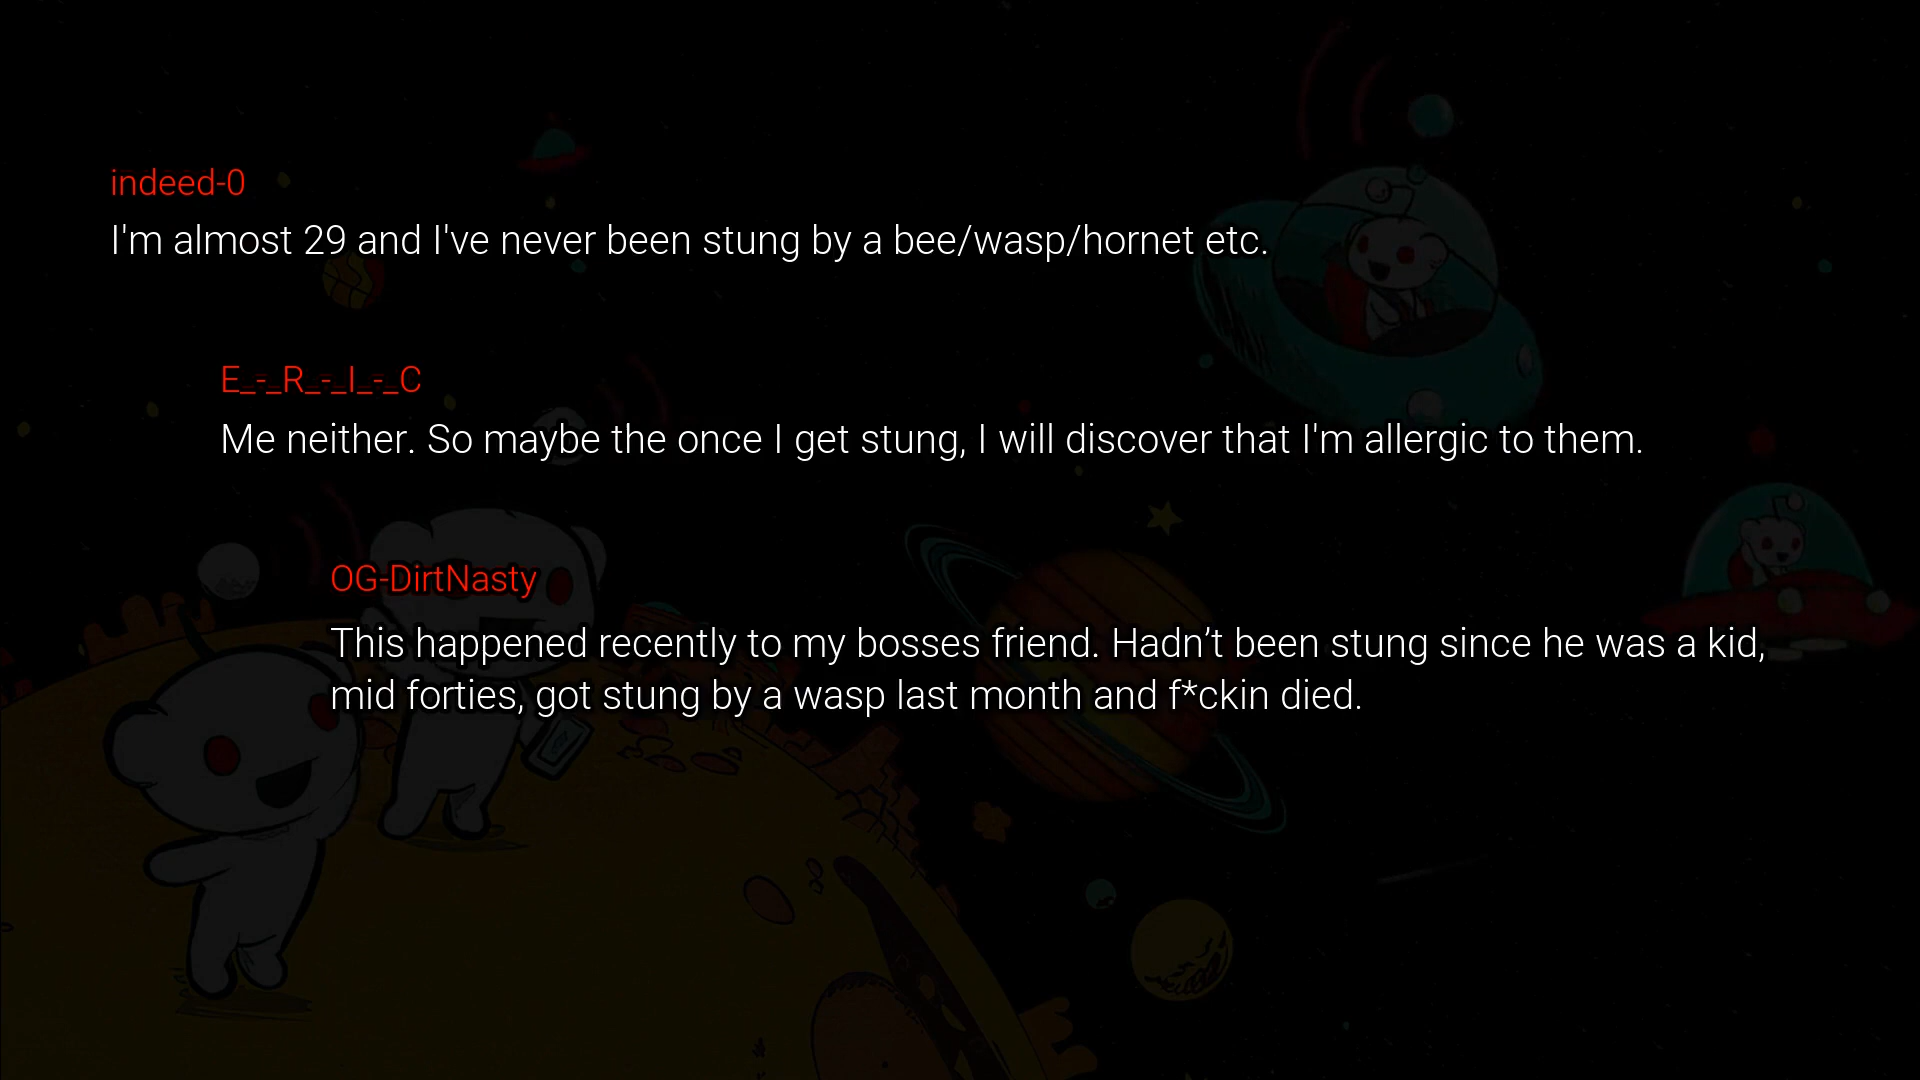 indeed-0
I'm almost 29 and I've never been stung by a bee/wasp/hornet etc.
E_-_R_-_I_-_C
Me neither. So maybe the once I get stung, I will discover that I'm allergic to them.
OG-DirtNasty
This happened recently to my bosses friend. Hadn’t been stung since he was a kid,
mid forties, got stung by a wasp last month and f*ckin died.